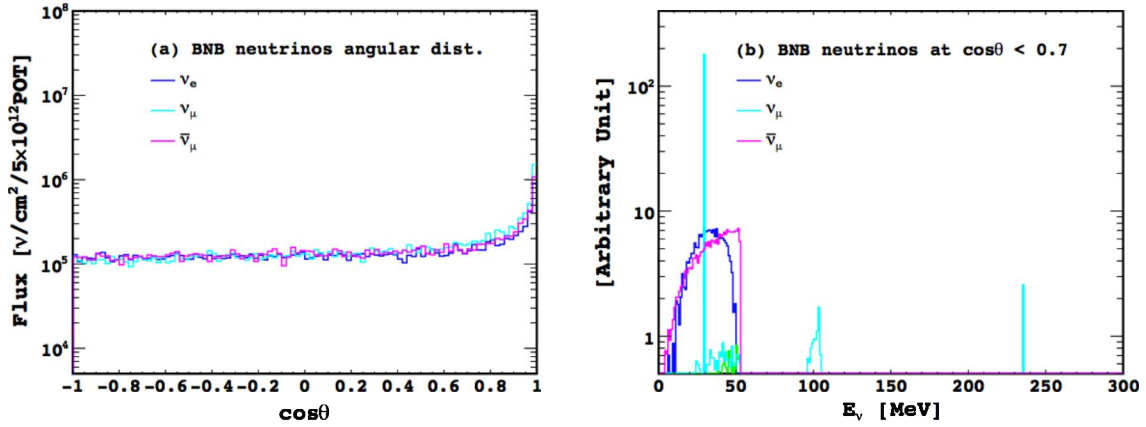 (a) BNB neutrinos angular dist.
νe
νμ
ν̅μ
Flux [ν/cm²/5×10¹²POT]
10⁸
10⁷
10⁶
10⁵
10⁴
-1 -0.8 -0.6 -0.4 -0.2 0 0.2 0.4 0.6 0.8 1
cosθ
(b) BNB neutrinos at cosθ < 0.7
νe
νμ
ν̅μ
[Arbitrary Unit]
10²
10
1
0 50 100 150 200 250 300
Eν [MeV]